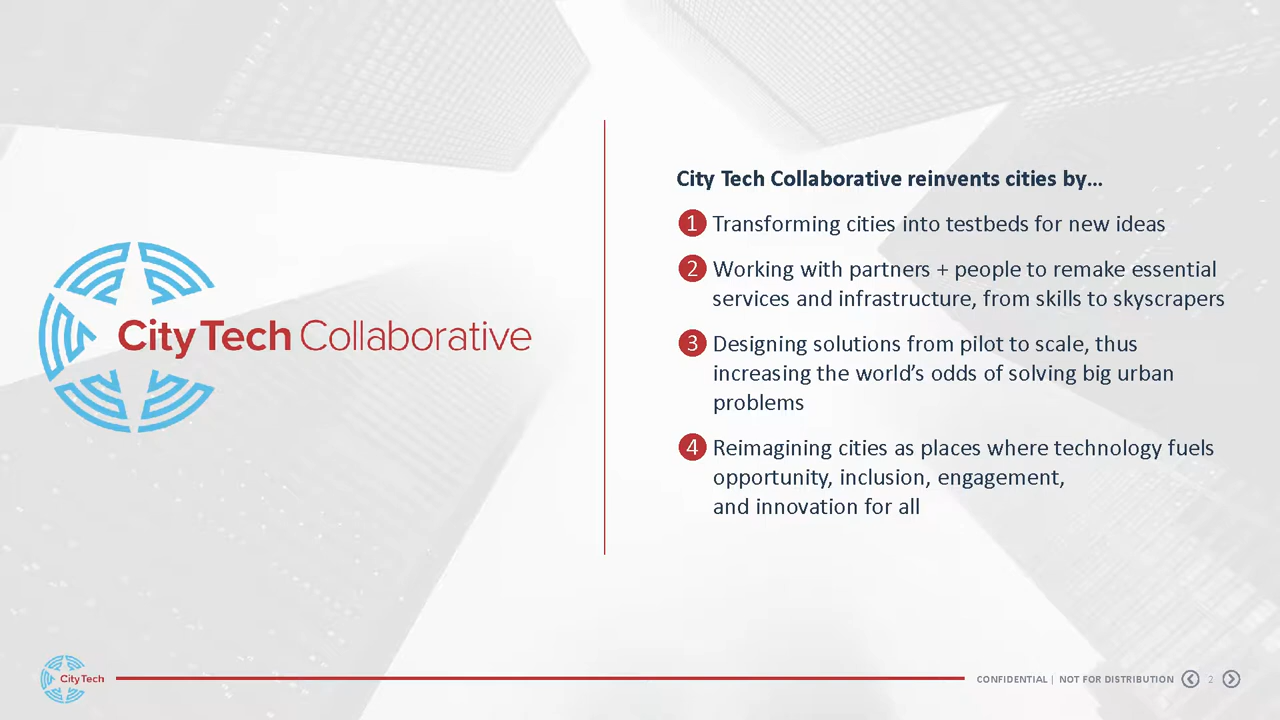 City Tech Collaborative
City Tech Collaborative reinvents cities by...
1 Transforming cities into testbeds for new ideas
2 Working with partners + people to remake essential
services and infrastructure, from skills to skyscrapers
3 Designing solutions from pilot to scale, thus
increasing the world’s odds of solving big urban
problems
4 Reimagining cities as places where technology fuels
opportunity, inclusion, engagement,
and innovation for all
City Tech
CONFIDENTIAL | NOT FOR DISTRIBUTION 2